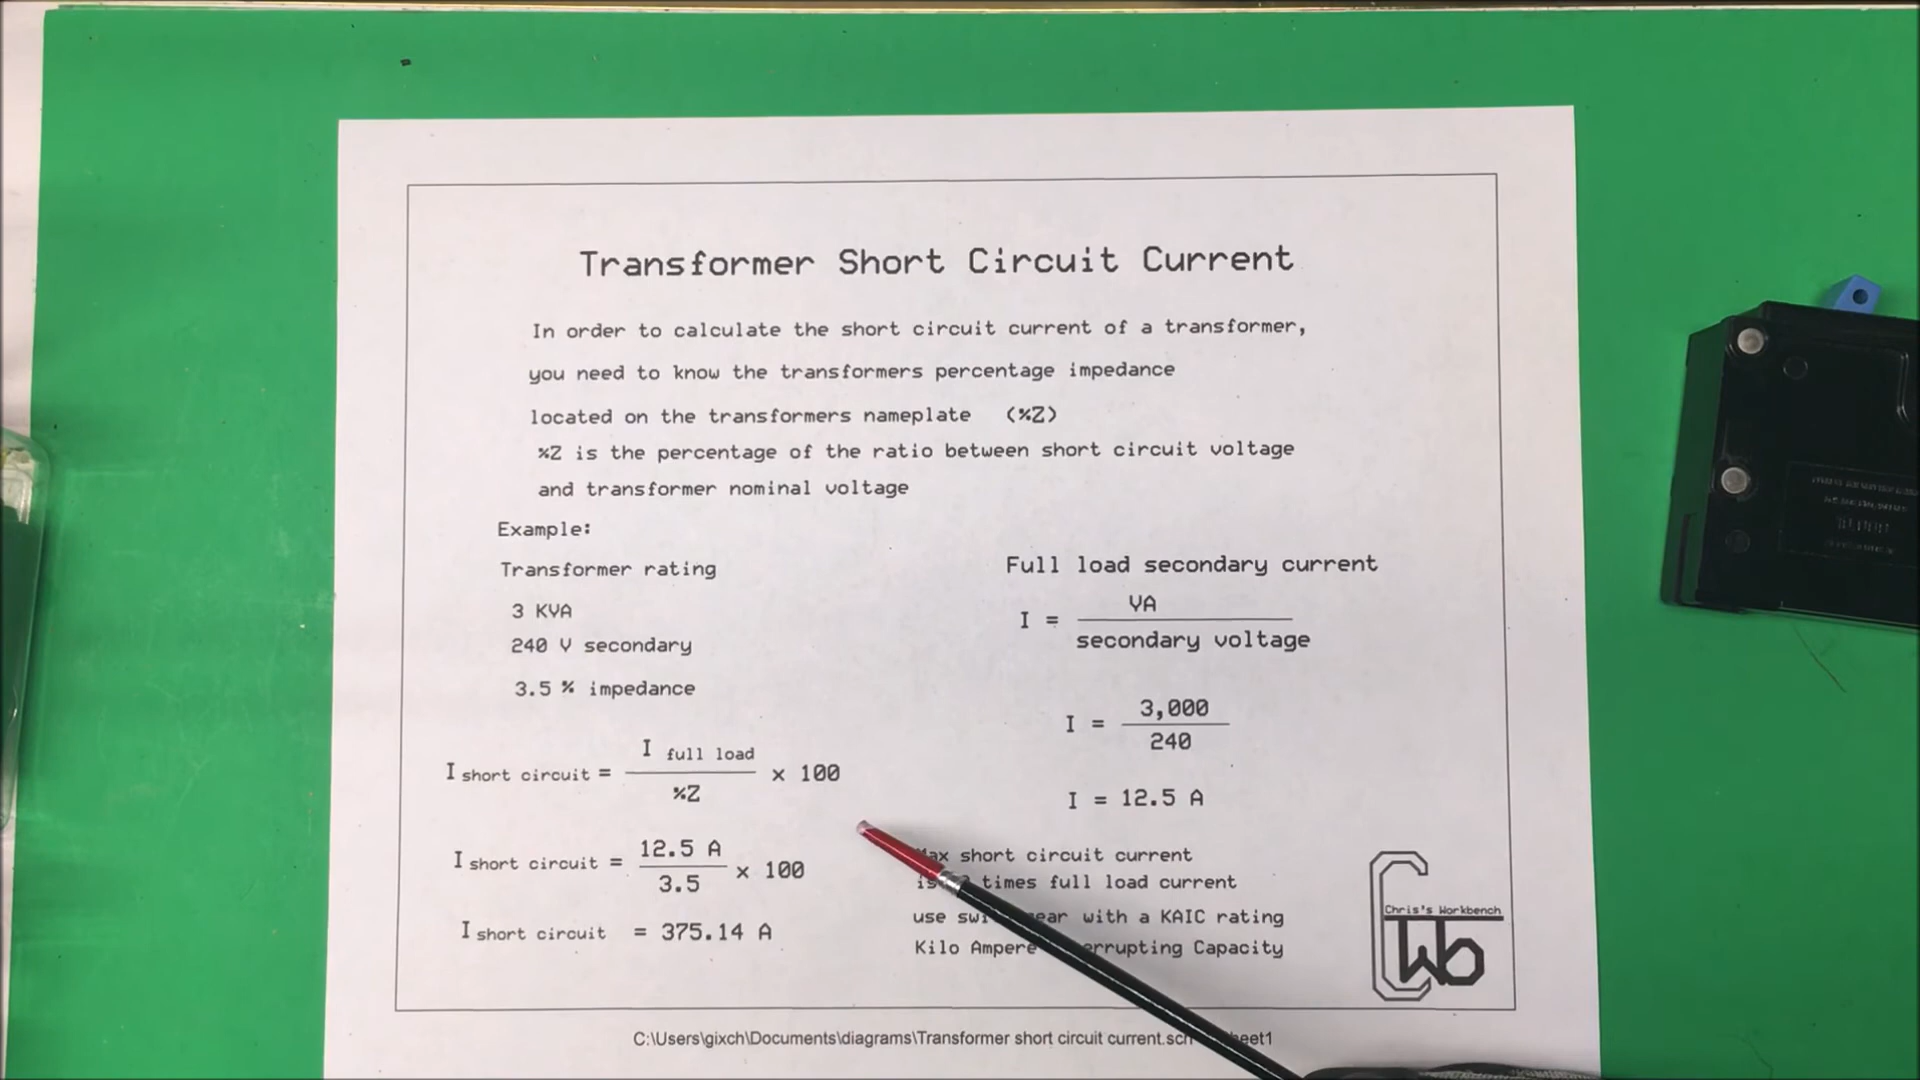 Transformer Short Circuit Current
In order to calculate the short circuit current of a transformer,
you need to know the transformers percentage impedance
located on the transformers nameplate (%Z)
%Z is the percentage of the ratio between short circuit voltage
and transformer nominal voltage
Example:
Transformer rating
3 KVA
240 V secondary
3.5 % impedance
I short circuit = I full load / %Z x 100
I short circuit = 12.5 A / 3.5 x 100
I short circuit = 375.14 A
Full load secondary current
I = VA / secondary voltage
I = 3,000 / 240
I = 12.5 A
Max short circuit current
times full load current
use with a KAIC rating
Kilo Ampere Capacity
Chris's Workbench
CWb
C:\Users\gixch\Documents\diagrams\Transformer short circuit current.sch